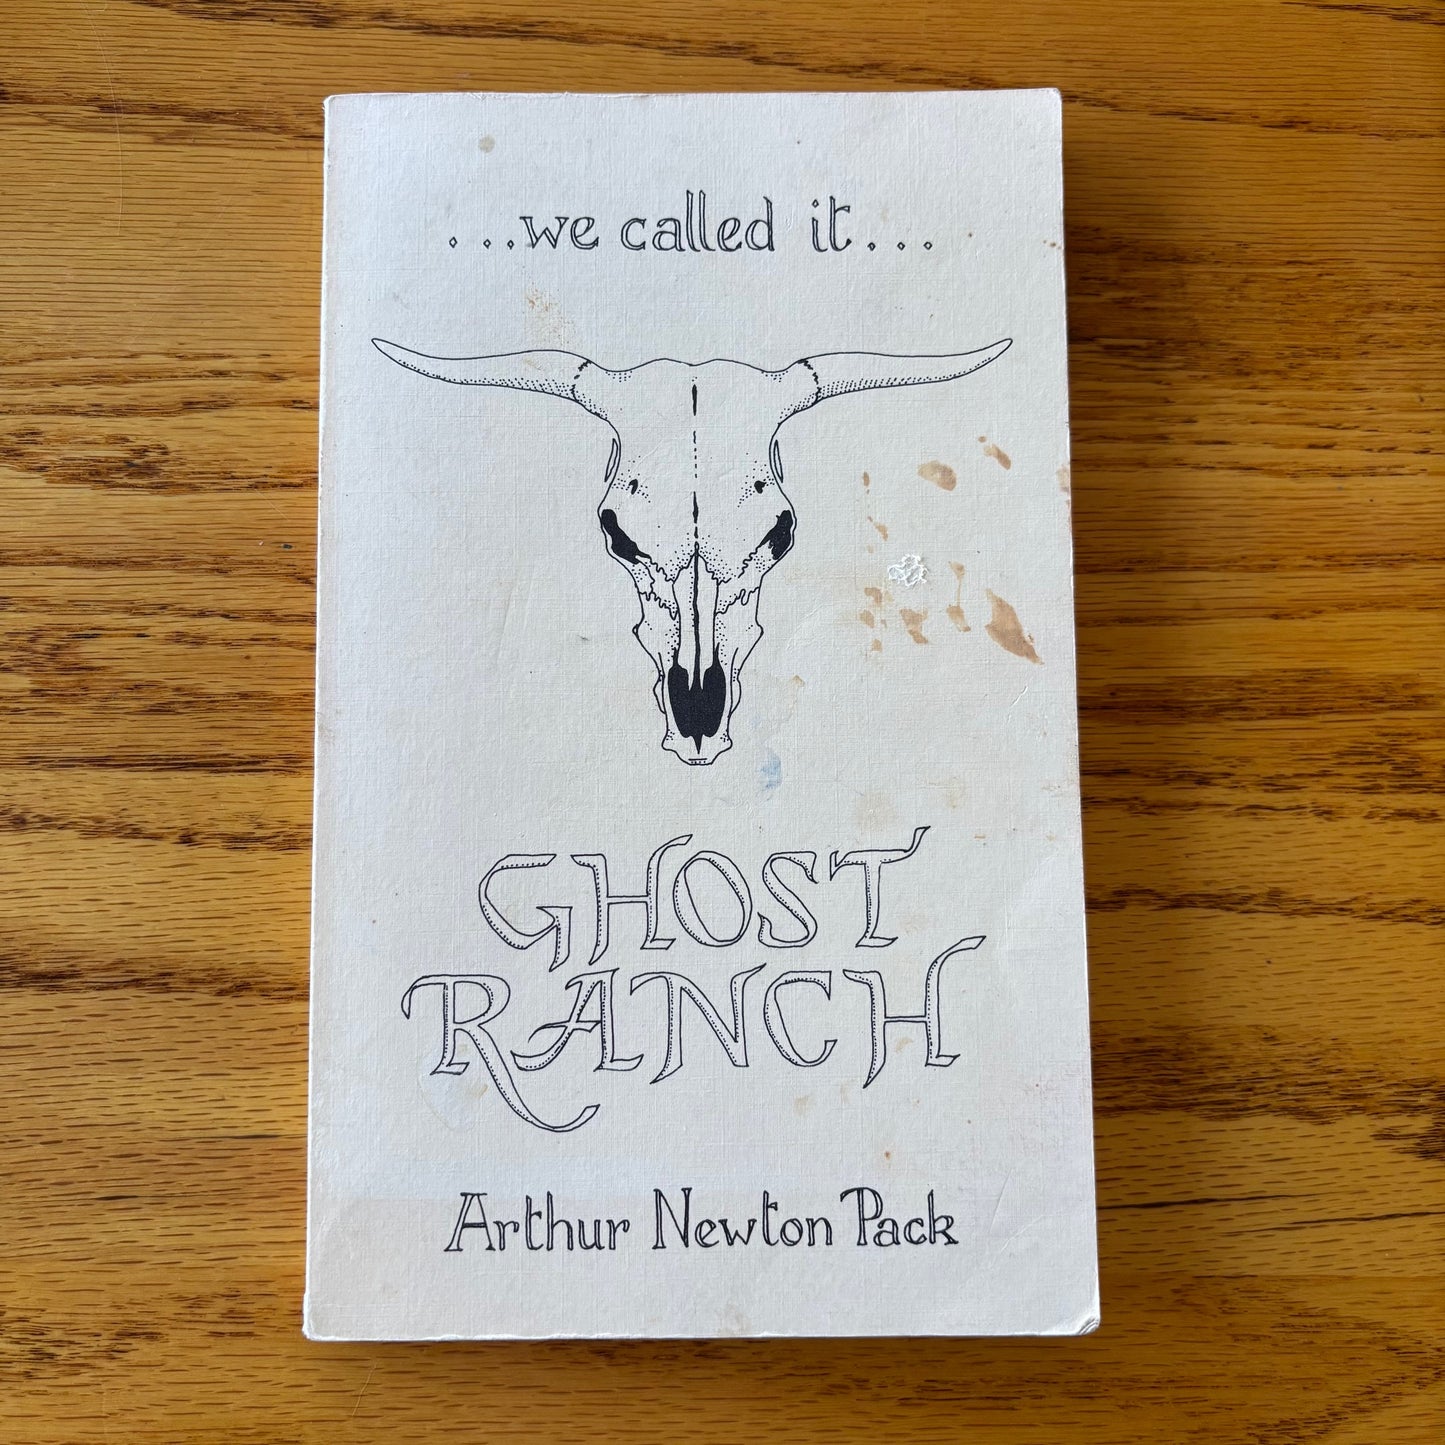 ...we called it...
GHOST
RANCH
Arthur Newton Pack